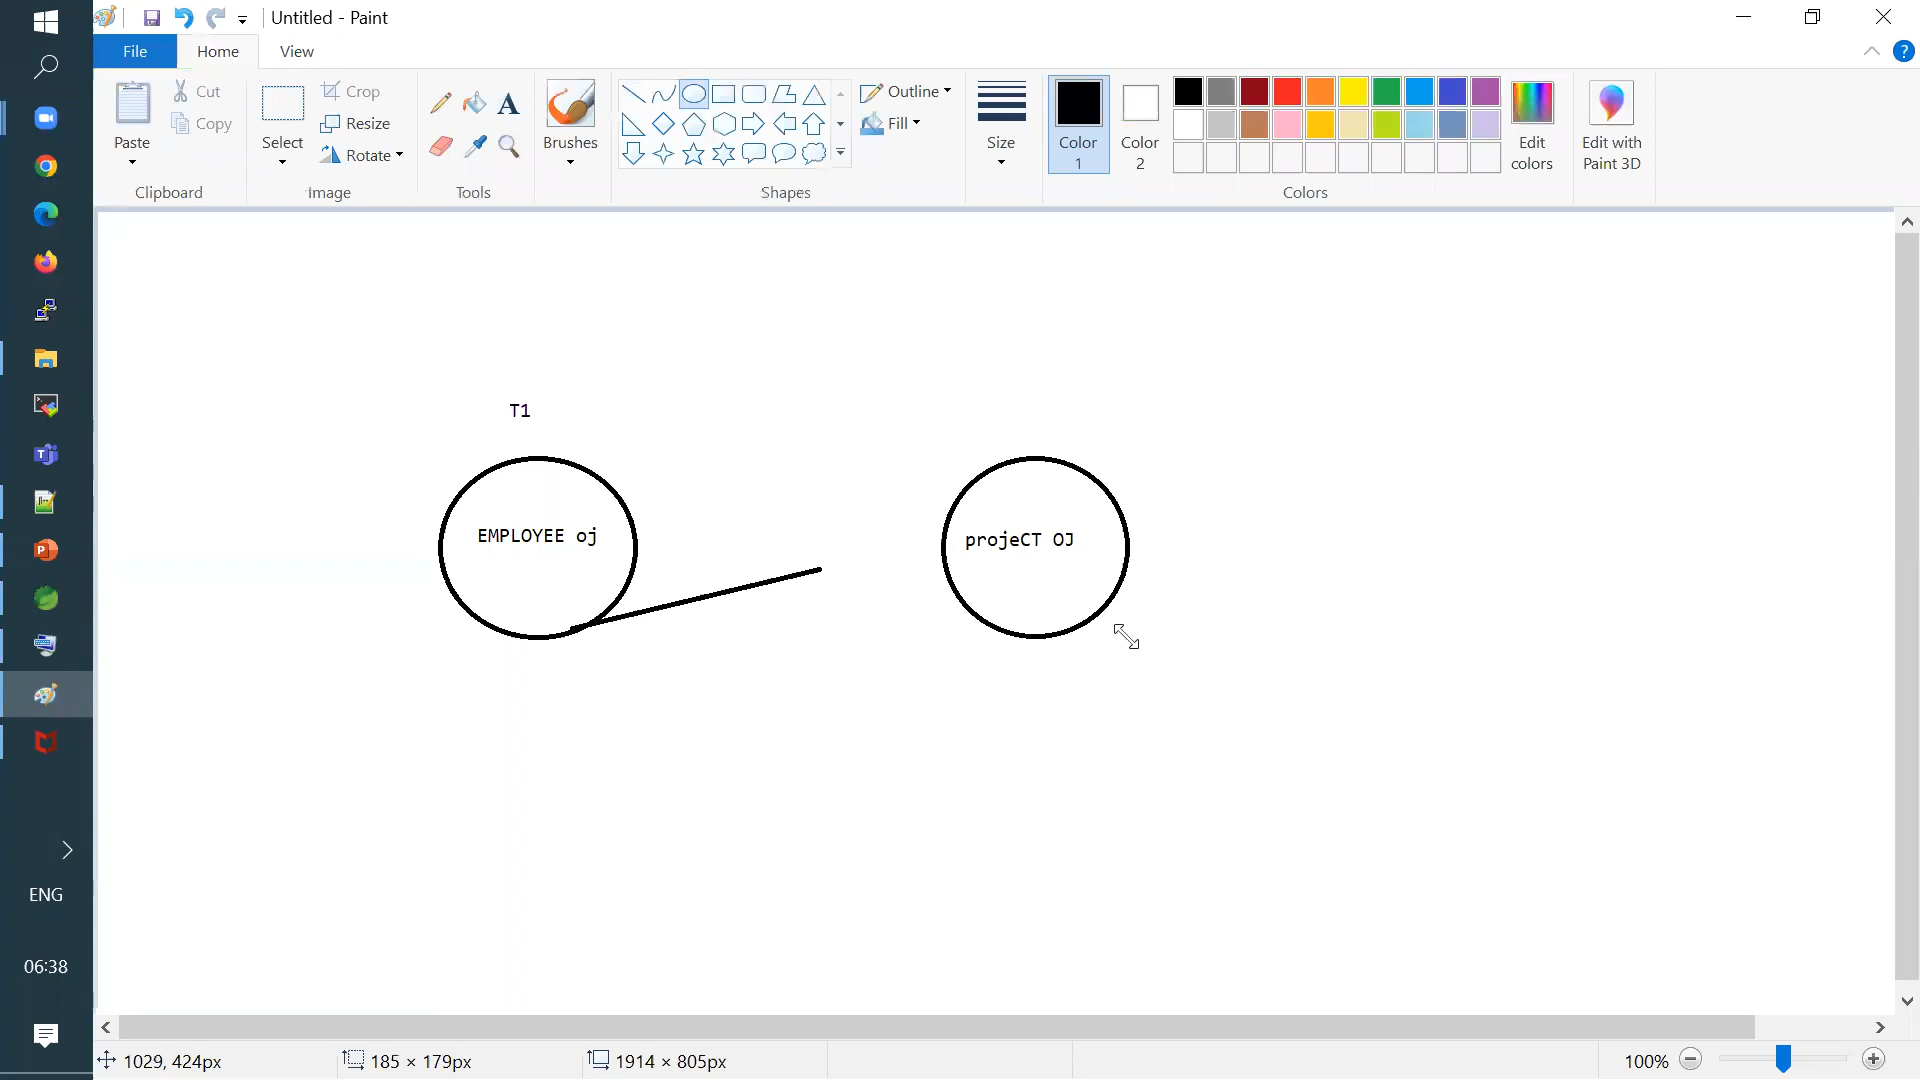 Untitled - Paint
File
Home
View
Paste
Cut
Copy
Clipboard
Select
Crop
Resize
Rotate
Image
A
Tools
Brushes
Shapes
Outline
Fill
Size
Color
1
Color
2
Colors
Edit
colors
Edit with
Paint 3D
T1
EMPLOYEE oj
projeCT OJ
ENG
06:38
1029, 424px
185 × 179px
1914 × 805px
100%